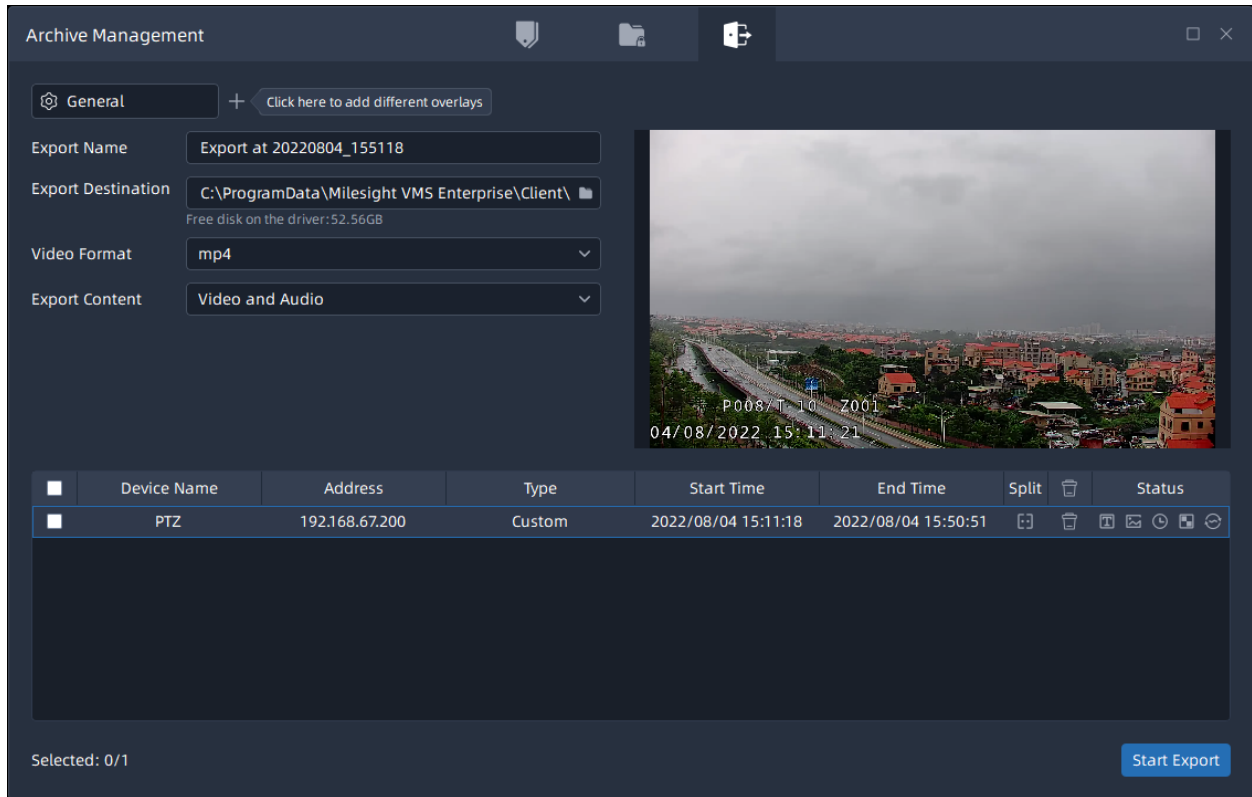 Archive Management
General
Click here to add different overlays
Export Name
Export at 20220804_155118
Export Destination
C:\ProgramData\Milesight VMS Enterprise\Client\
Free disk on the driver:52.56GB
Video Format
mp4
Export Content
Video and Audio
P008/T-10 Z001
04/08/2022 15:11:21
Device Name Address Type Start Time End Time Split Status
PTZ 192.168.67.200 Custom 2022/08/04 15:11:18 2022/08/04 15:50:51
Selected: 0/1
Start Export